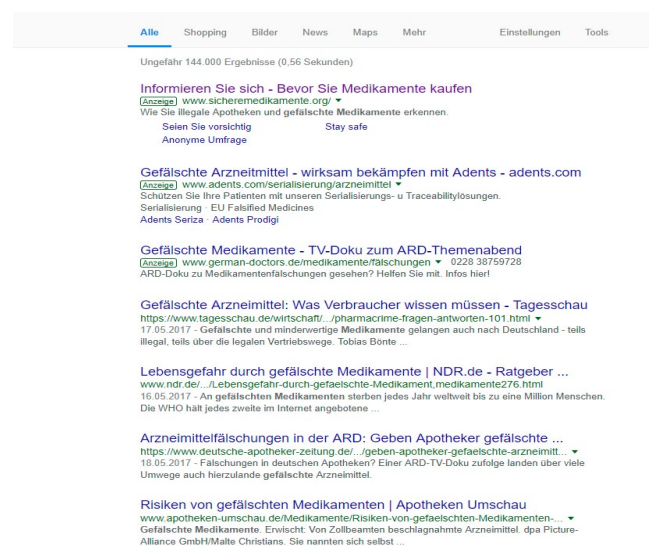 Alle Shopping Bilder News Maps Mehr Einstellungen Tools
Ungefähr 144.000 Ergebnisse (0,56 Sekunden)
Informieren Sie sich - Bevor Sie Medikamente kaufen
Anzeige www.sicheremedikamente.org/
Wie Sie illegale Apotheken und gefälschte Medikamente erkennen.
Seien Sie vorsichtig Stay safe
Anonyme Umfrage
Gefälschte Arzneitmittel - wirksam bekämpfen mit Adents - adents.com
Anzeige www.adents.com/serialisierung/arzneimittel
Schützen Sie Ihre Patienten mit unseren Serialisierungs- u Traceabilitylösungen.
Serialisierung · EU Falsified Medicines
Adents Seriza · Adents Prodigi
Gefälschte Medikamente - TV-Doku zum ARD-Themenabend
Anzeige www.german-doctors.de/medikamente/fälschungen 0228 38759728
ARD-Doku zu Medikamentenfälschungen gesehen? Helfen Sie mit. Infos hier!
Gefälschte Arzneimittel: Was Verbraucher wissen müssen - Tagesschau
https://www.tagesschau.de/wirtschaft/.../pharmacrime-fragen-antworten-101.html
17.05.2017 - Gefälschte und minderwertige Medikamente gelangen auch nach Deutschland - teils
illegal, teils über die legalen Vertriebswege. Tobias Bönte ...
Lebensgefahr durch gefälschte Medikamente | NDR.de - Ratgeber ...
www.ndr.de/.../Lebensgefahr-durch-gefaelschte-Medikament,medikamente276.html
16.05.2017 - An gefälschten Medikamenten sterben jedes Jahr weltweit bis zu eine Million Menschen.
Die WHO hält jedes zweite im Internet angebotene ...
Arzneimittelfälschungen in der ARD: Geben Apotheker gefälschte ...
https://www.deutsche-apotheker-zeitung.de/.../geben-apotheker-gefaelschte-arzneimitt...
18.05.2017 - Fälschungen in deutschen Apotheken? Einer ARD-TV-Doku zufolge landen über viele
Umwege auch hierzulande gefälschte Arzneimittel.
Risiken von gefälschten Medikamenten | Apotheken Umschau
www.apotheken-umschau.de/Medikamente/Risiken-von-gefaelschten-Medikamenten-...
Gefälschte Medikamente. Erwischt: Von Zollbeamten beschlagnahmte Arzneimittel. dpa Picture-
Alliance GmbH/Malte Christians. Sie nannten sich selbst ...